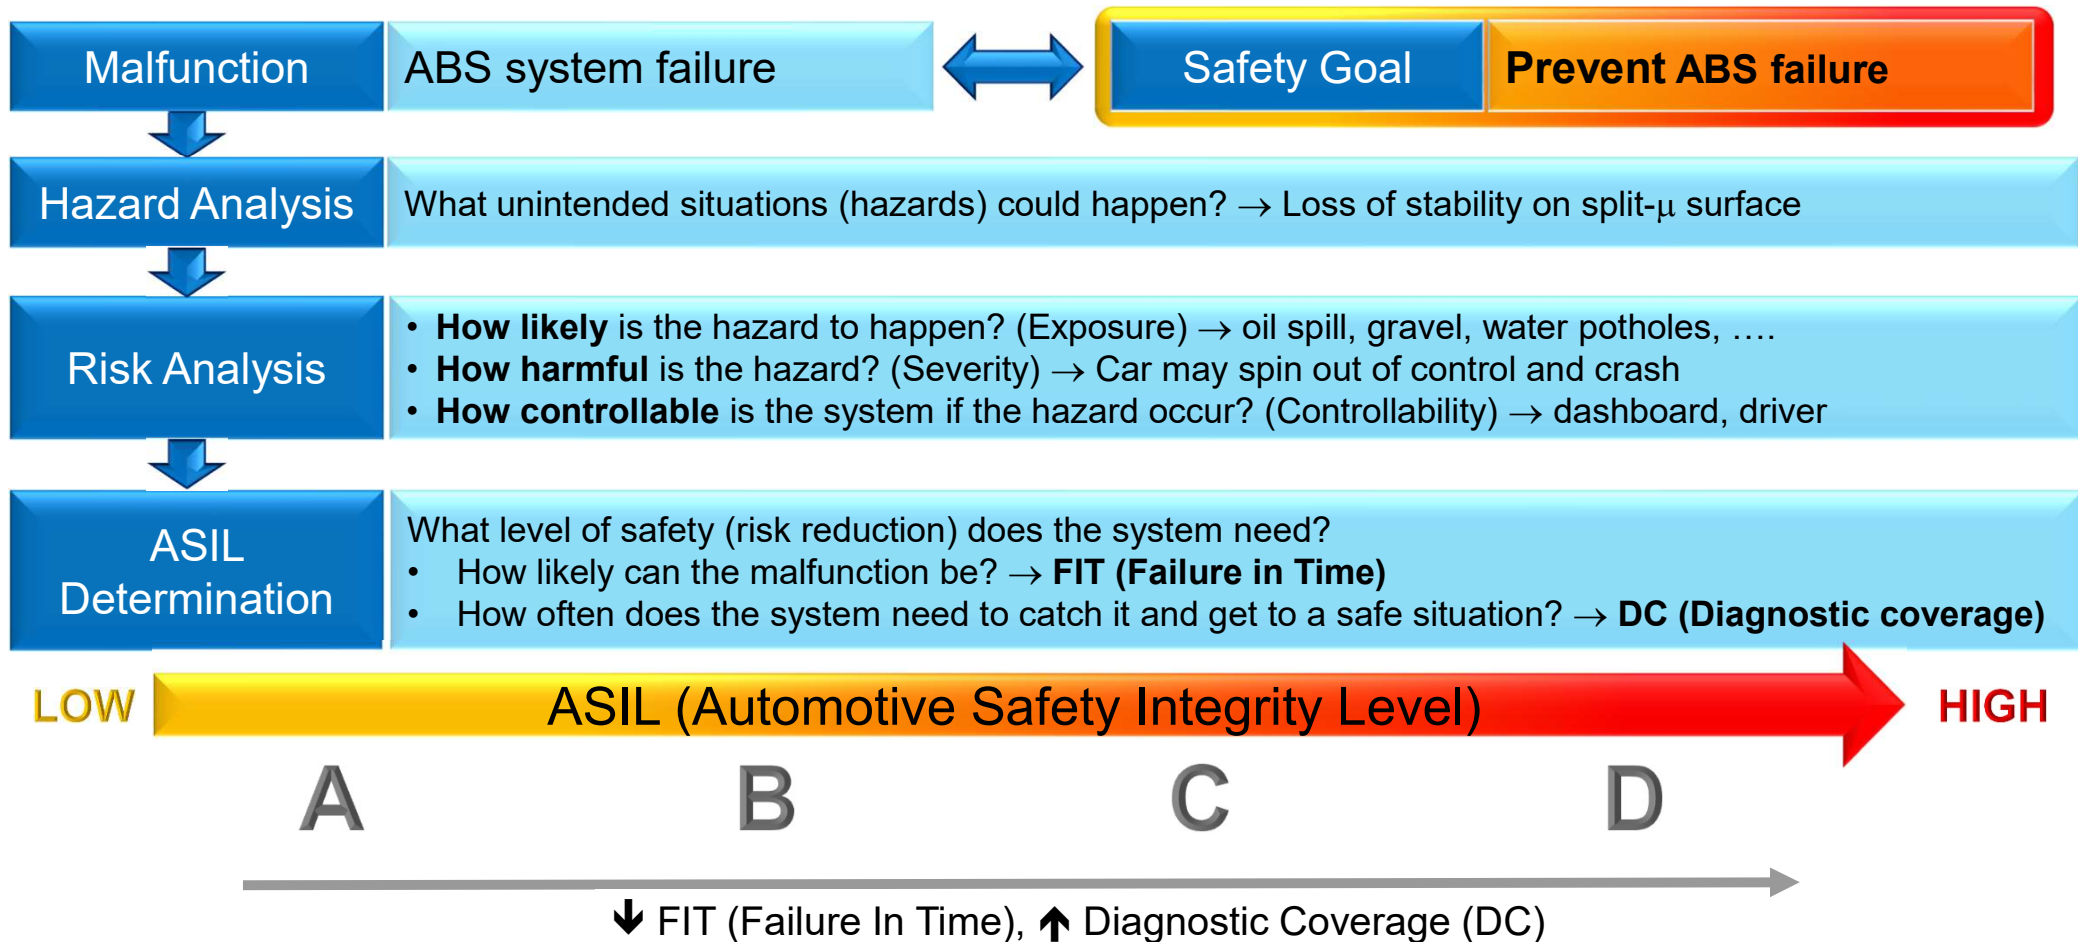 Malfunction
ABS system failure
Safety Goal
Prevent ABS failure
Hazard Analysis
What unintended situations (hazards) could happen? → Loss of stability on split-μ surface
Risk Analysis
• How likely is the hazard to happen? (Exposure) → oil spill, gravel, water potholes, ....
• How harmful is the hazard? (Severity) → Car may spin out of control and crash
• How controllable is the system if the hazard occur? (Controllability) → dashboard, driver
ASIL
Determination
What level of safety (risk reduction) does the system need?
• How likely can the malfunction be? → FIT (Failure in Time)
• How often does the system need to catch it and get to a safe situation? → DC (Diagnostic coverage)
LOW
ASIL (Automotive Safety Integrity Level)
HIGH
A B C D
↓ FIT (Failure In Time), ↑ Diagnostic Coverage (DC)